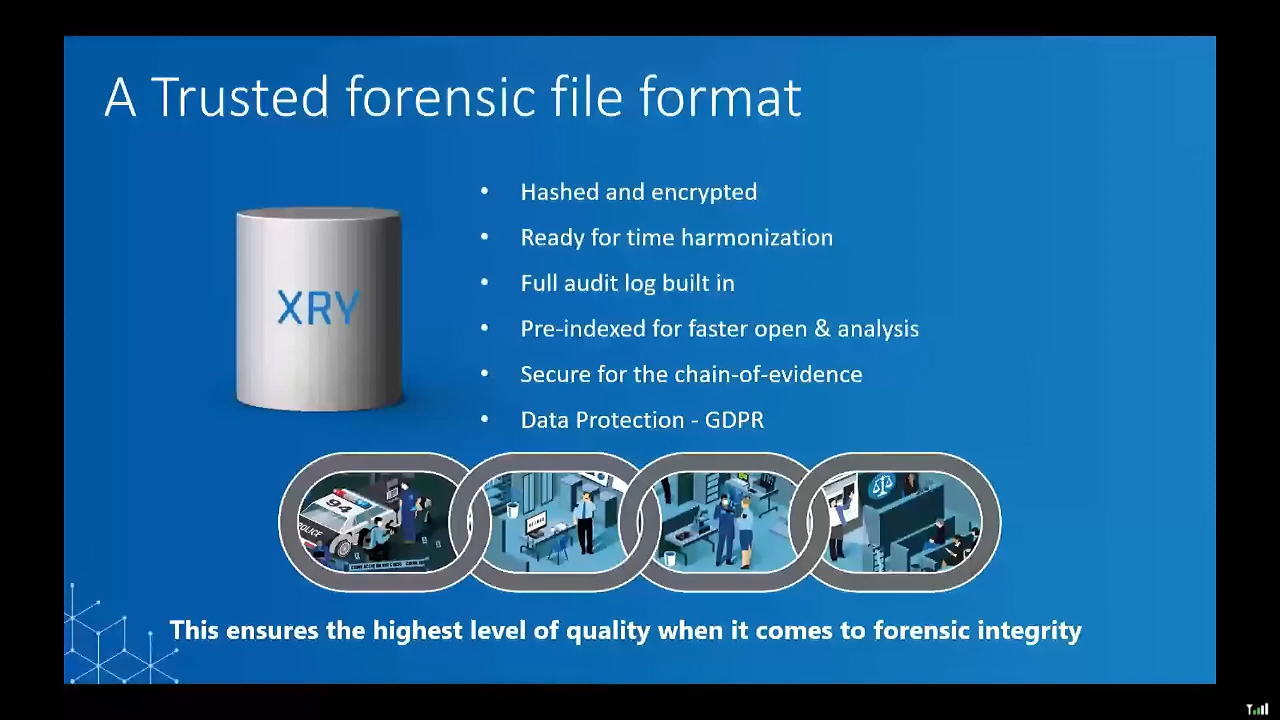 A Trusted forensic file format
XRY
• Hashed and encrypted
• Ready for time harmonization
• Full audit log built in
• Pre-indexed for faster open & analysis
• Secure for the chain-of-evidence
• Data Protection - GDPR
94
POLICE
This ensures the highest level of quality when it comes to forensic integrity